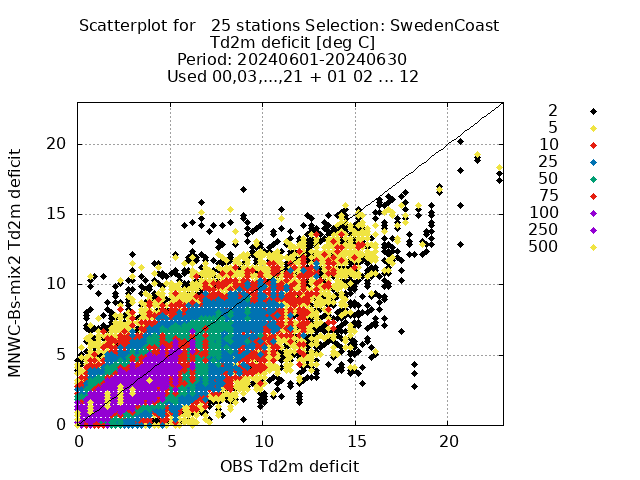 Scatterplot for   25 stations Selection: SwedenCoast
Td2m deficit [deg C]
Period: 20240601-20240630
Used 00,03,...,21 + 01 02 ... 12
MNWC-Bs-mix2 Td2m deficit
20
15
10
5
0
0 5 10 15 20
OBS Td2m deficit
2
5
10
25
50
75
100
250
500